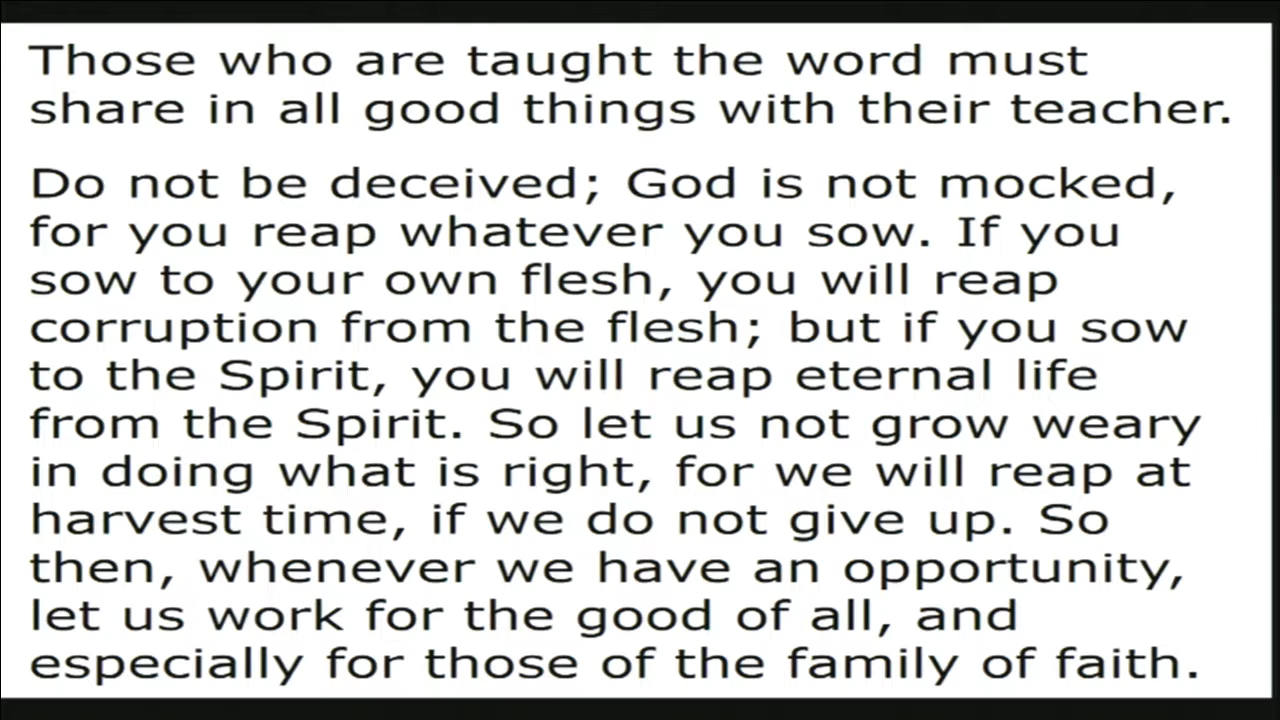 Those who are taught the word must
share in all good things with their teacher.
Do not be deceived; God is not mocked,
for you reap whatever you sow. If you
sow to your own flesh, you will reap
corruption from the flesh; but if you sow
to the Spirit, you will reap eternal life
from the Spirit. So let us not grow weary
in doing what is right, for we will reap at
harvest time, if we do not give up. So
then, whenever we have an opportunity,
let us work for the good of all, and
especially for those of the family of faith.